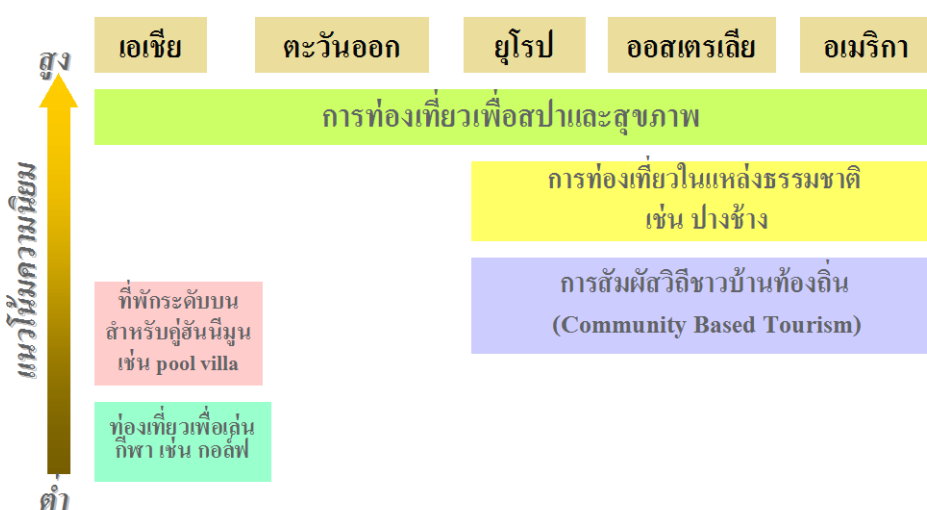 เอเชีย
ตะวันออก
ยุโรป
ออสเตรเลีย
อเมริกา
สูง
การท่องเที่ยวเพื่อสปาและสุขภาพ
การท่องเที่ยวในแหล่งธรรมชาติ
เช่น ปางช้าง
แนวโน้มความนิยม
การสัมผัสวิถีชาวบ้านท้องถิ่น
(Community Based Tourism)
ที่พักระดับบน
สำหรับคู่ฮันนีมูน
เช่น pool villa
ท่องเที่ยวเพื่อเล่น
กีฬา เช่น กอล์ฟ
ต่ำ